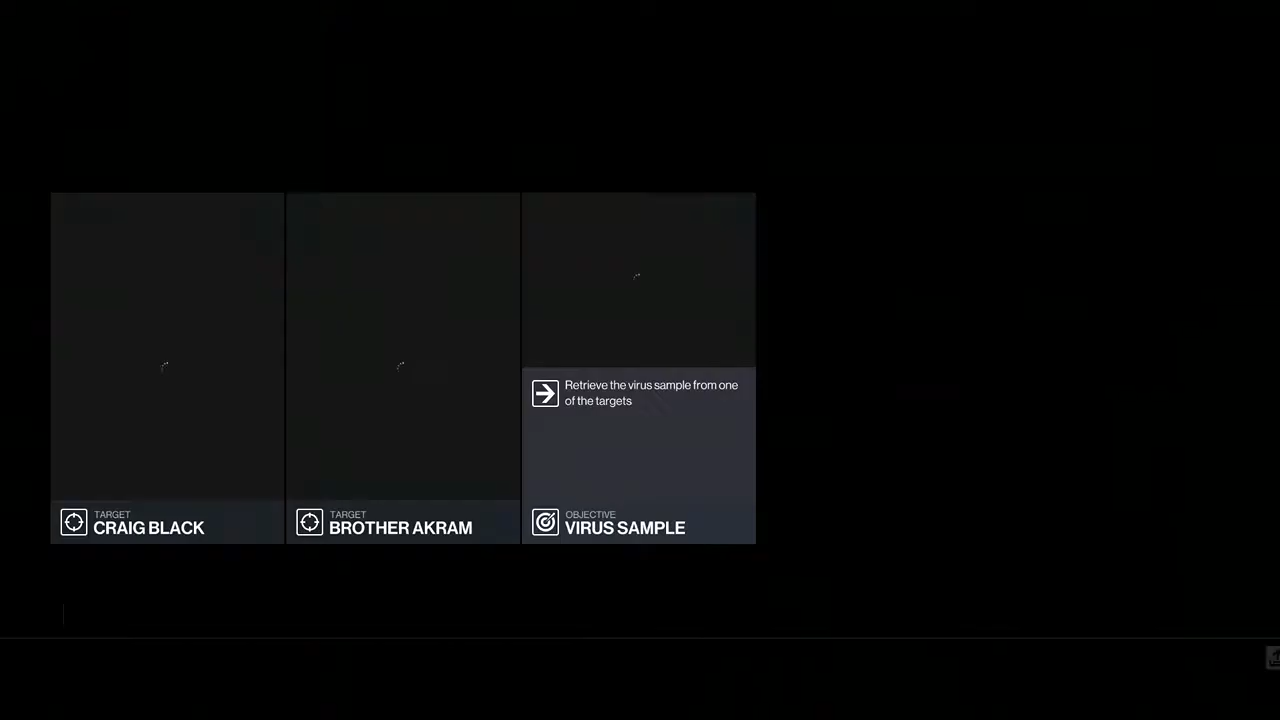 Retrieve the virus sample from one
of the targets
TARGET
CRAIG BLACK
TARGET
BROTHER AKRAM
OBJECTIVE
VIRUS SAMPLE